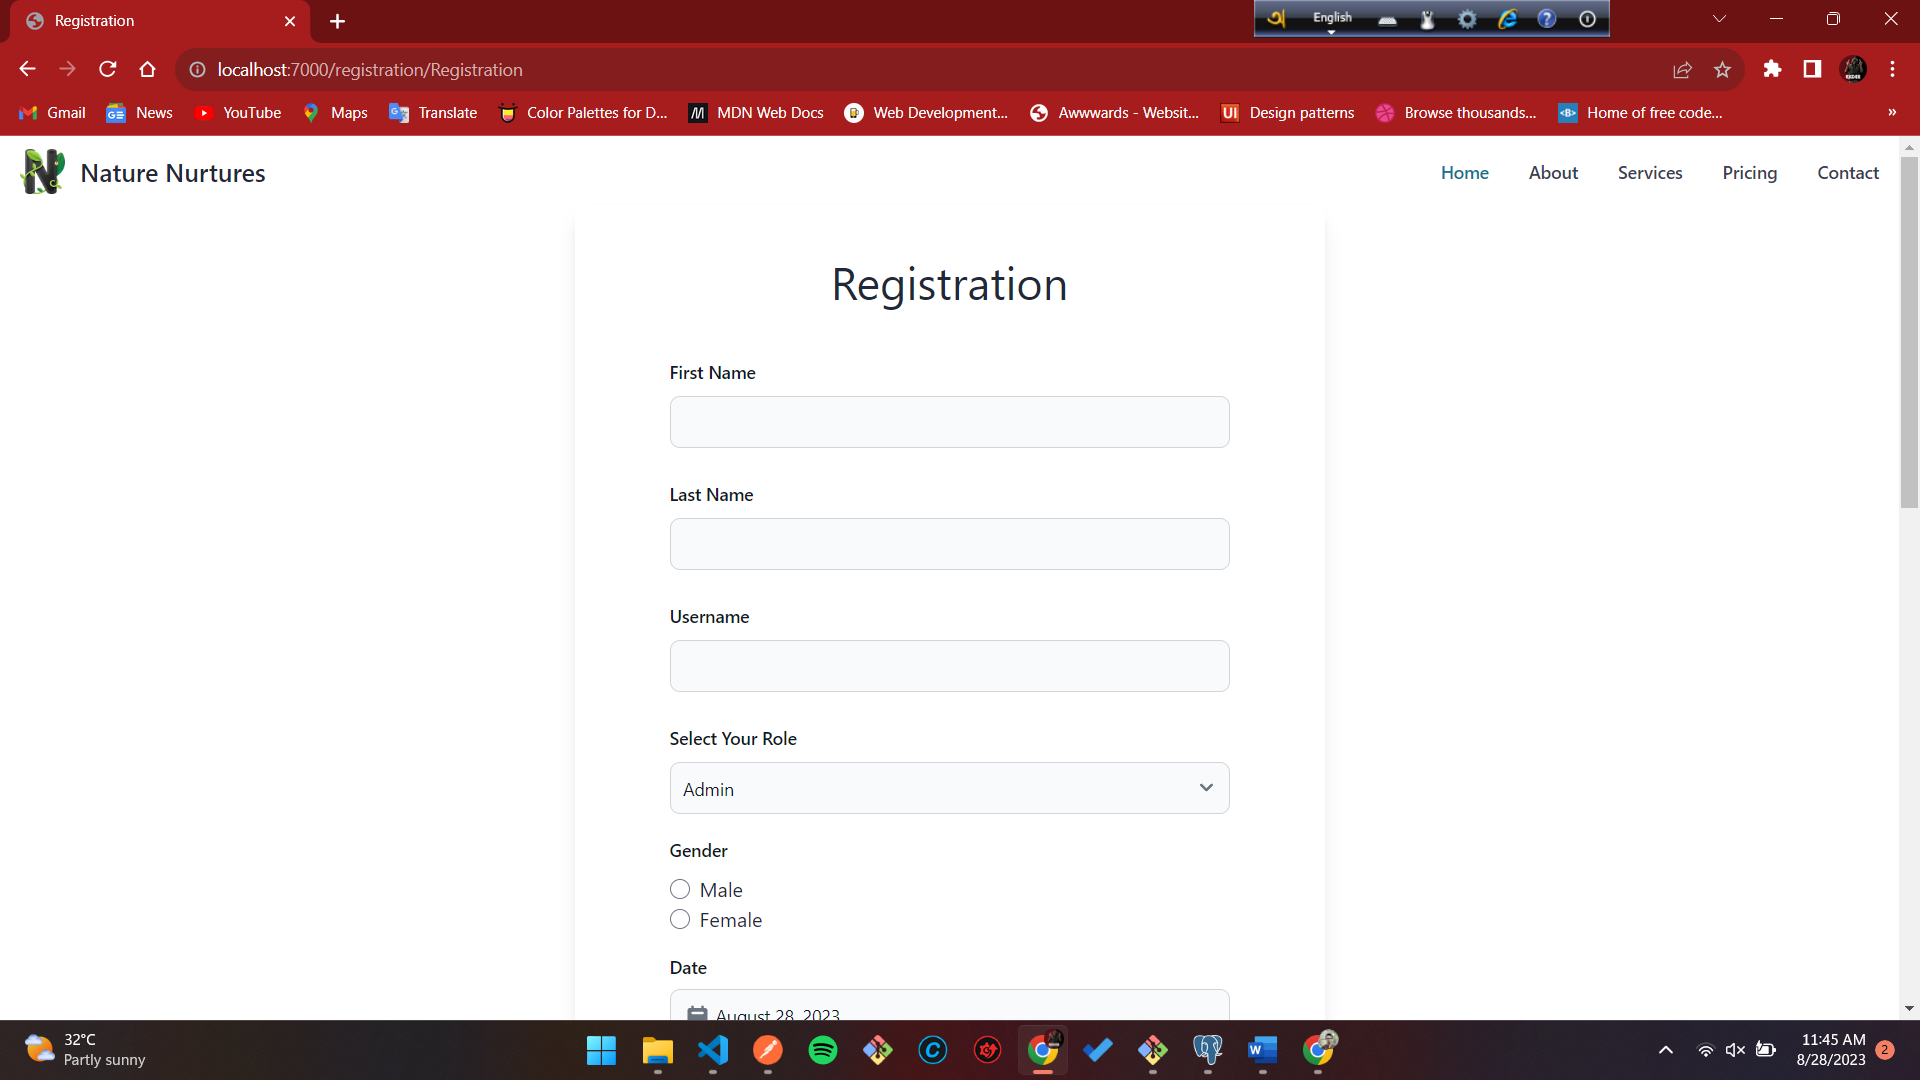 Registration
English
localhost:7000/registration/Registration
Gmail
News
YouTube
Maps
Translate
Color Palettes for D...
MDN Web Docs
Web Development...
Awwwards - Websit...
UI
Design patterns
Browse thousands...
Home of free code...
Nature Nurtures
Home
About
Services
Pricing
Contact
Registration
First Name
Last Name
Username
Select Your Role
Admin
Gender
Male
Female
Date
August 28, 2023
32°C
Partly sunny
11:45 AM
8/28/2023
2